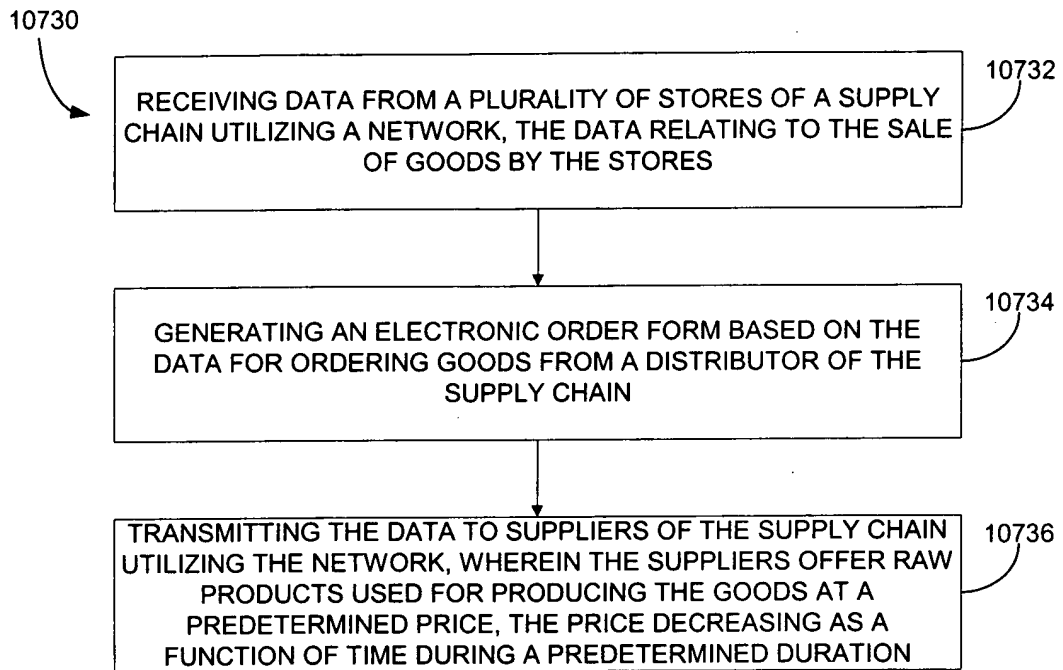 10730
10732
RECEIVING DATA FROM A PLURALITY OF STORES OF A SUPPLY
CHAIN UTILIZING A NETWORK, THE DATA RELATING TO THE SALE
OF GOODS BY THE STORES
10734
GENERATING AN ELECTRONIC ORDER FORM BASED ON THE
DATA FOR ORDERING GOODS FROM A DISTRIBUTOR OF THE
SUPPLY CHAIN
10736
TRANSMITTING THE DATA TO SUPPLIERS OF THE SUPPLY CHAIN
UTILIZING THE NETWORK, WHEREIN THE SUPPLIERS OFFER RAW
PRODUCTS USED FOR PRODUCING THE GOODS AT A
PREDETERMINED PRICE, THE PRICE DECREASING AS A
FUNCTION OF TIME DURING A PREDETERMINED DURATION